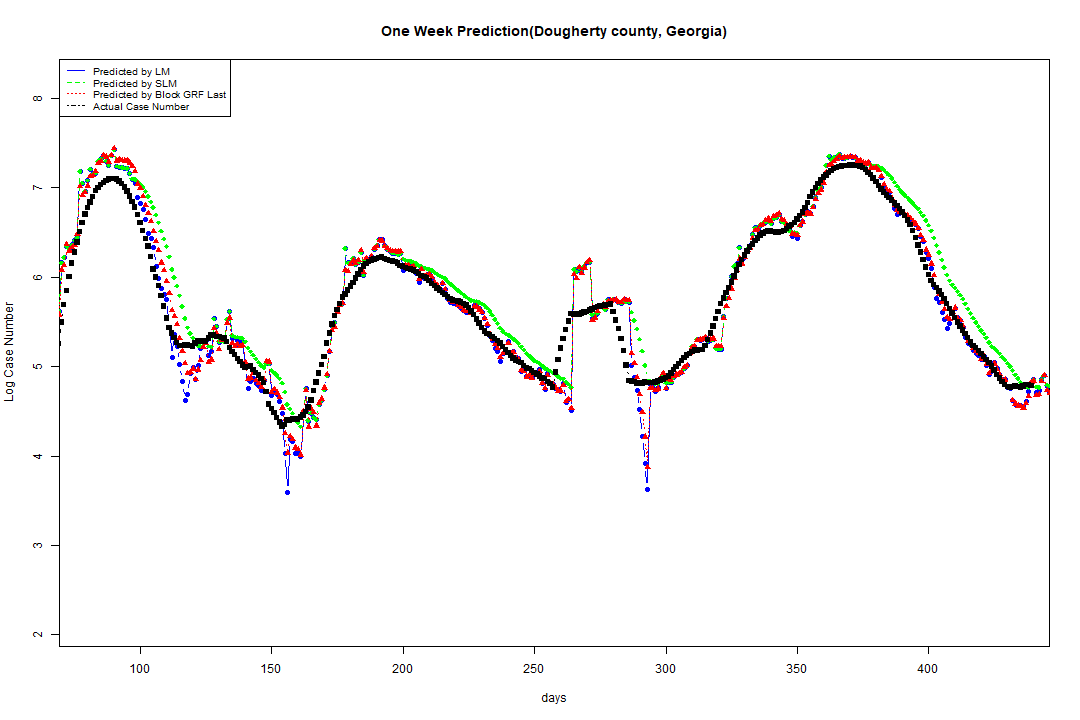 One Week Prediction(Dougherty county, Georgia)
Predicted by LM
Predicted by SLM
Predicted by Block GRF Last
Actual Case Number
8
7
6
5
4
3
2
Log Case Number
100 150 200 250 300 350 400
days